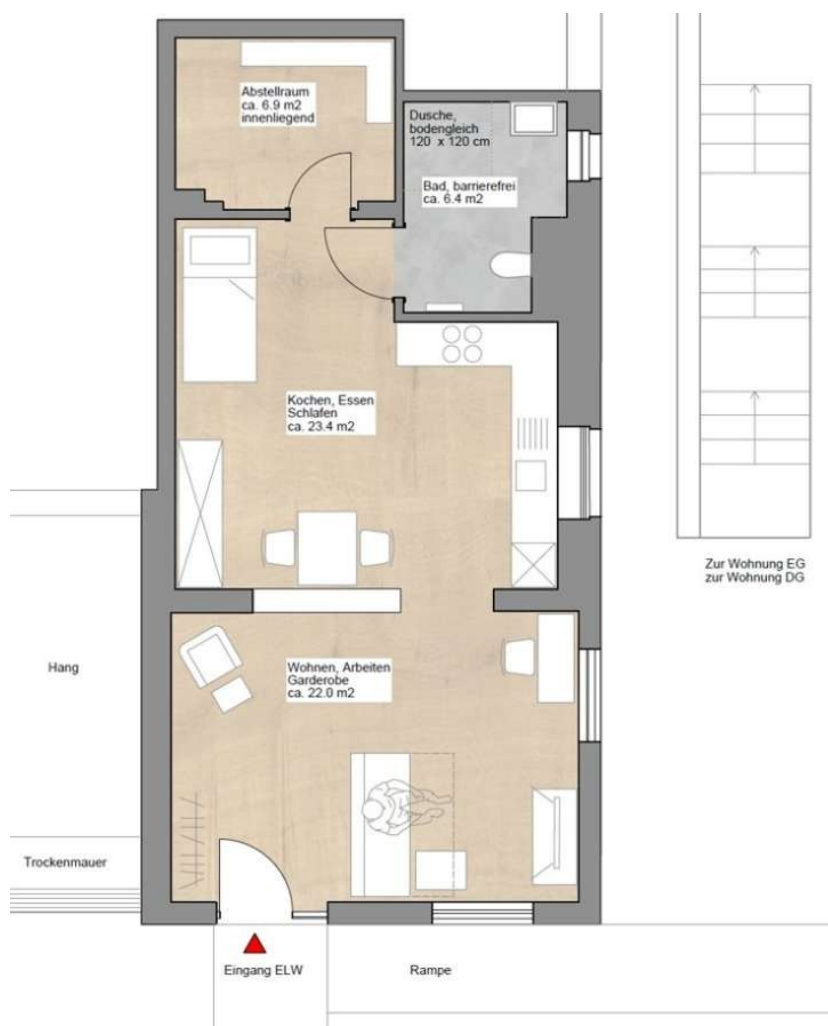 Abstellraum
ca. 6.9 m2
innenliegend
Dusche,
bodengleich
120 x 120 cm
Bad, barrierefrei
ca. 6.4 m2
Kochen, Essen
Schlafen
ca. 23.4 m2
Zur Wohnung EG
zur Wohnung DG
Hang
Wohnen, Arbeiten
Garderobe
ca. 22.0 m2
Trockenmauer
Eingang ELW
Rampe